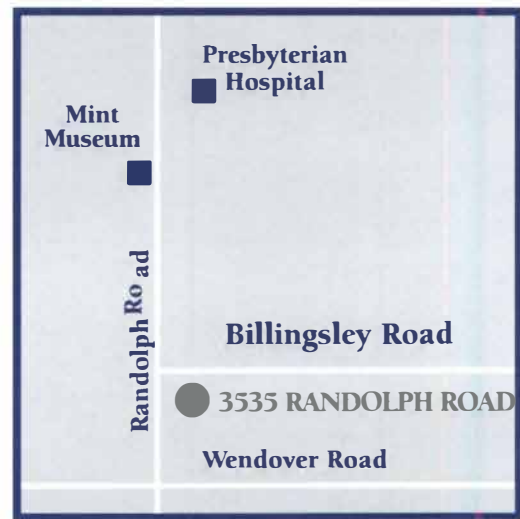 Presbyterian
Hospital
Mint
Museum
Randolph Road
Billingsley Road
3535 RANDOLPH ROAD
Wendover Road